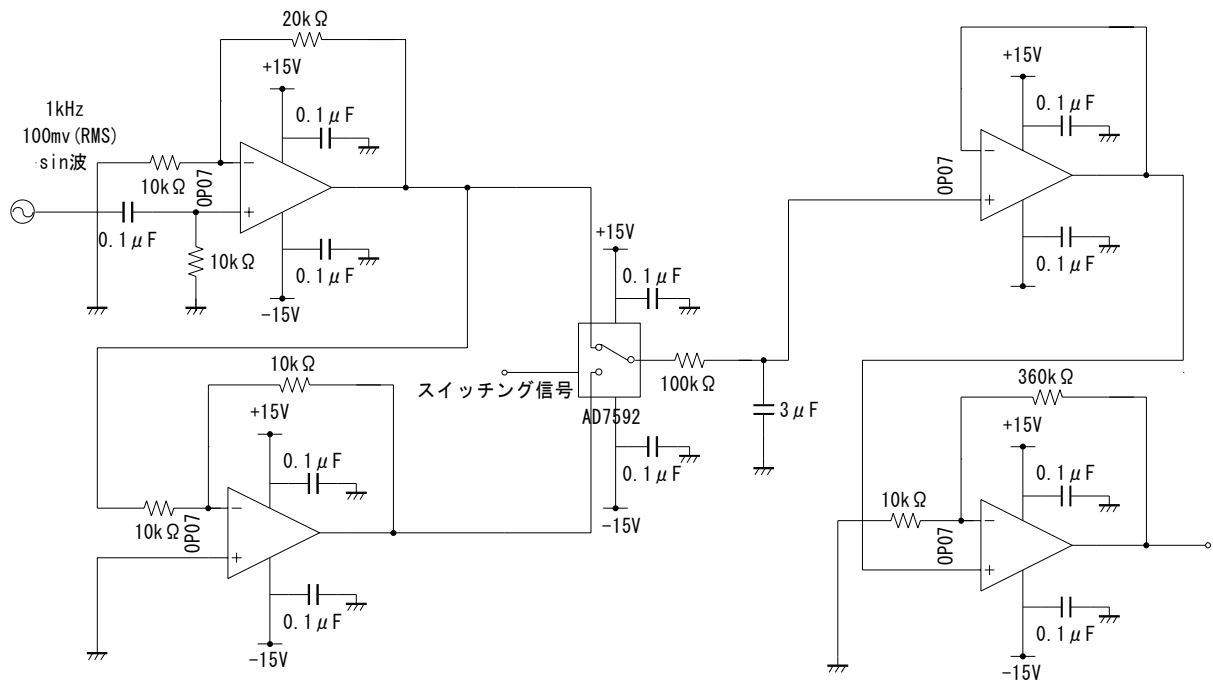 20kΩ
+15V
0.1μF
1kHz
100mv(RMS)
sin波
10kΩ
OP07
0.1μF
10kΩ
0.1μF
-15V
+15V
0.1μF
スイッチング信号
AD7592
0.1μF
-15V
100kΩ
3μF
10kΩ
+15V
0.1μF
10kΩ
OP07
0.1μF
-15V
+15V
0.1μF
OP07
0.1μF
360kΩ
+15V
0.1μF
10kΩ
OP07
0.1μF
-15V